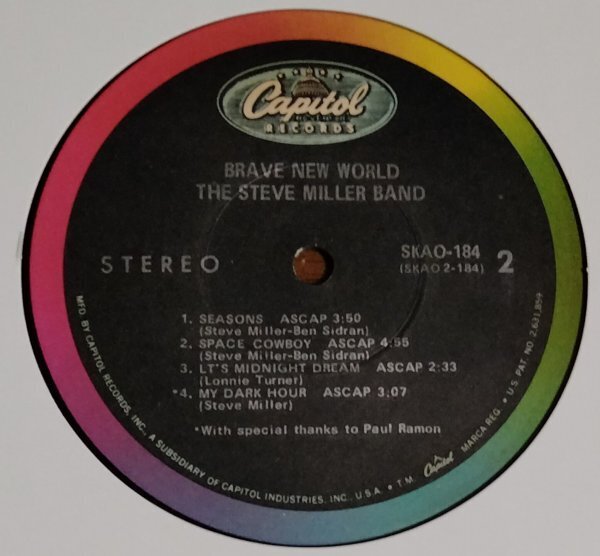 Capitol
RECORDS
BRAVE NEW WORLD
THE STEVE MILLER BAND
STEREO
SKAO-184
(SKAO 2-184)
2
1. SEASONS ASCAP 3:50
(Steve Miller-Ben Sidran)
2. SPACE COWBOY ASCAP 4:55
(Steve Miller-Ben Sidran)
3. LT'S MIDNIGHT DREAM ASCAP 2:33
(Lonnie Turner)
*4. MY DARK HOUR ASCAP 3:07
(Steve Miller)
*With special thanks to Paul Ramon
MFD. BY CAPITOL RECORDS, INC., A SUBSIDIARY OF CAPITOL INDUSTRIES, INC., U.S.A. • T.M. Capitol MARCA REG. • U.S. PAT. NO. 2,631,859